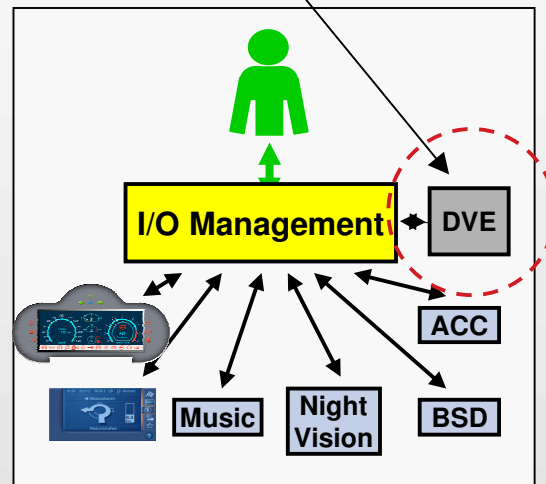 I/O Management
DVE
ACC
Music
Night
Vision
BSD